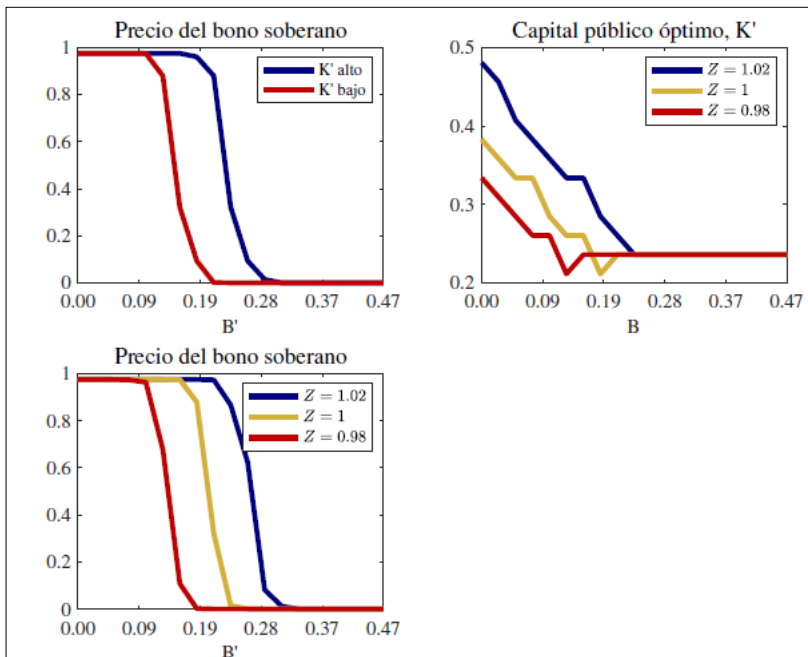 Precio del bono soberano
1
0.8
0.6
0.4
0.2
0
K' alto
K' bajo
0.00 0.09 0.19 0.28 0.37 0.47
B'
Capital público óptimo, K'
0.5
0.4
0.3
0.2
Z = 1.02
Z = 1
Z = 0.98
0.00 0.09 0.19 0.28 0.37 0.47
B
Precio del bono soberano
1
0.8
0.6
0.4
0.2
0
Z = 1.02
Z = 1
Z = 0.98
0.00 0.09 0.19 0.28 0.37 0.47
B'